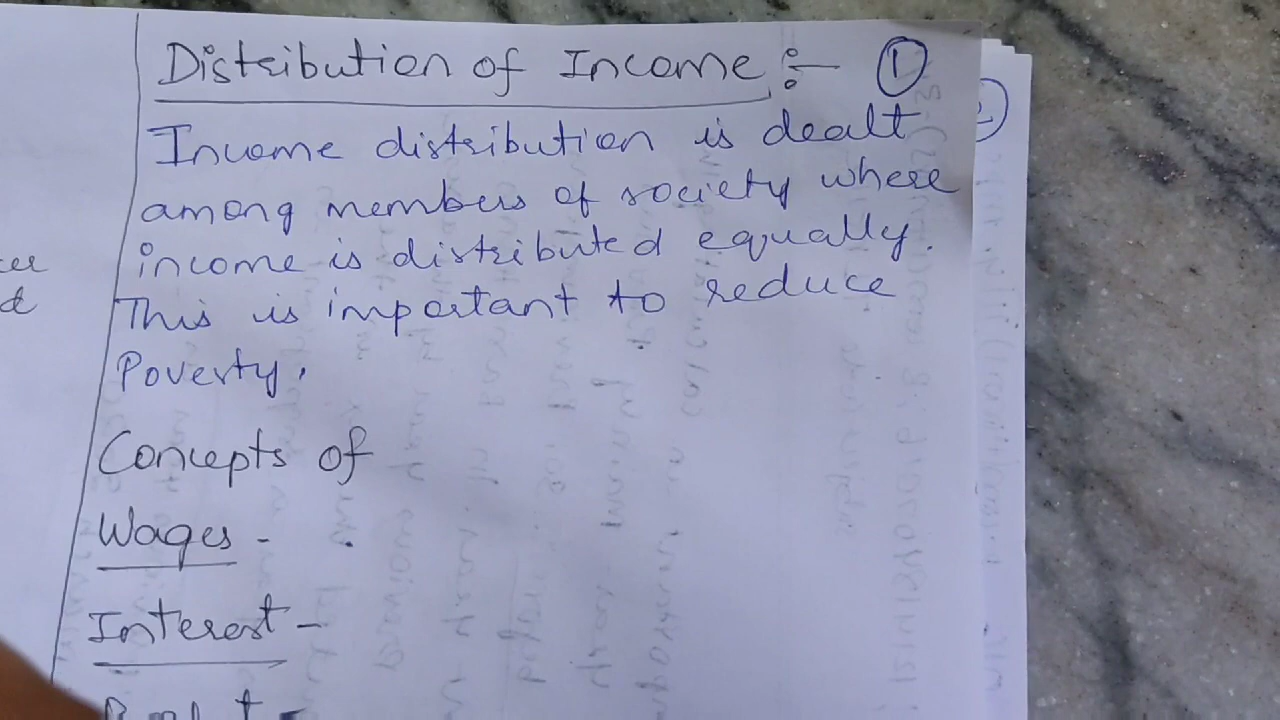 Distribution of Income :- ①
Income distribution is dealt
among members of society where
income is distributed equally.
This is important to reduce
Poverty.
Concepts of
Wages -
Interest -